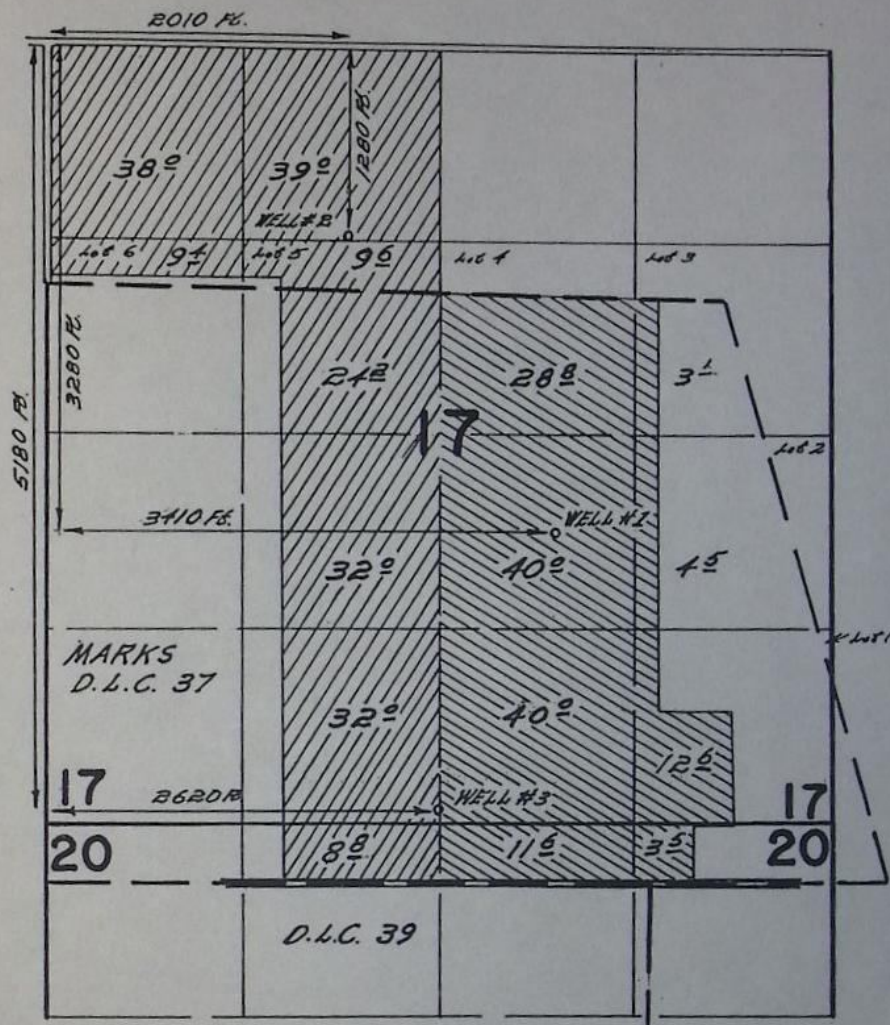 2010 Ft.
1280 Ft.
38 0
39 0
WELL #2
Lot 6
9 4
Lot 5
9 6
Lot 4
Lot 3
3280 Ft.
5180 Ft.
24 2
28 8
3 1
17
Lot 2
3410 Ft.
WELL #1
32 0
40 0
4 5
Lot 1
MARKS
D.L.C. 37
32 0
40 0
12 6
17
2620 Ft
WELL #3
17
20
8 8
11 6
3 5
20
D.L.C. 39